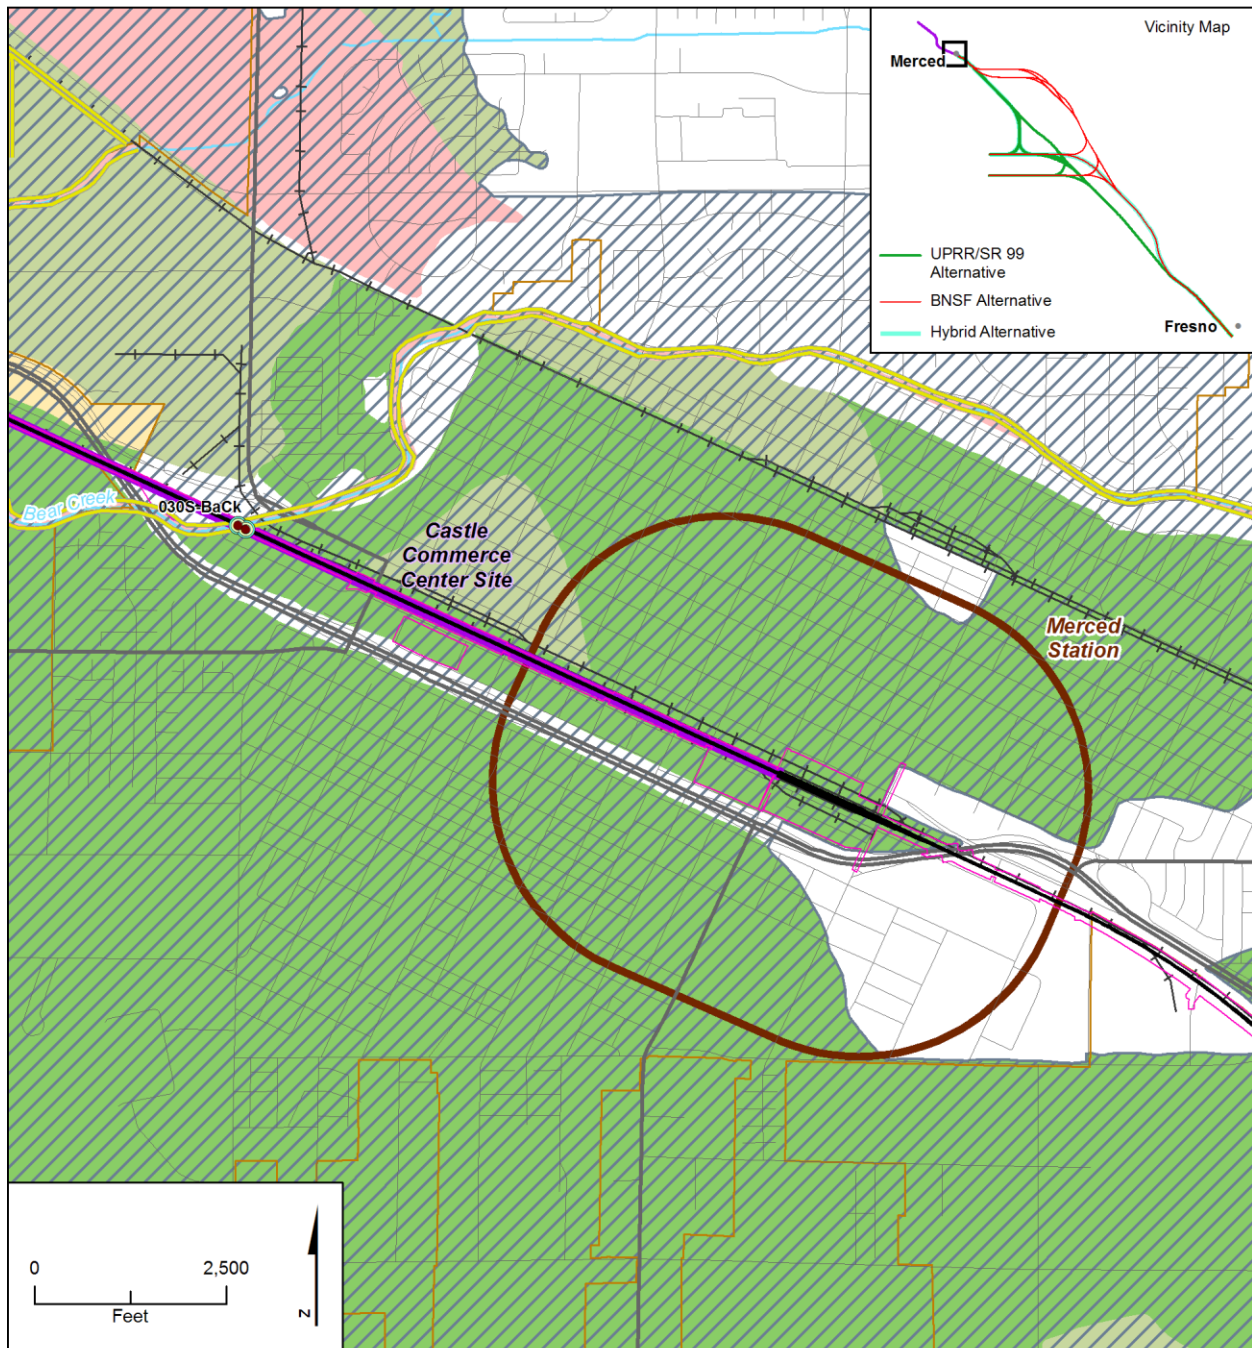 Vicinity Map
Merced
UPRR/SR 99
Alternative
BNSF Alternative
Hybrid Alternative
Fresno
Bear Creek
030S BaCk
Castle
Commerce
Center Site
Merced
Station
0 2,500
Feet
N